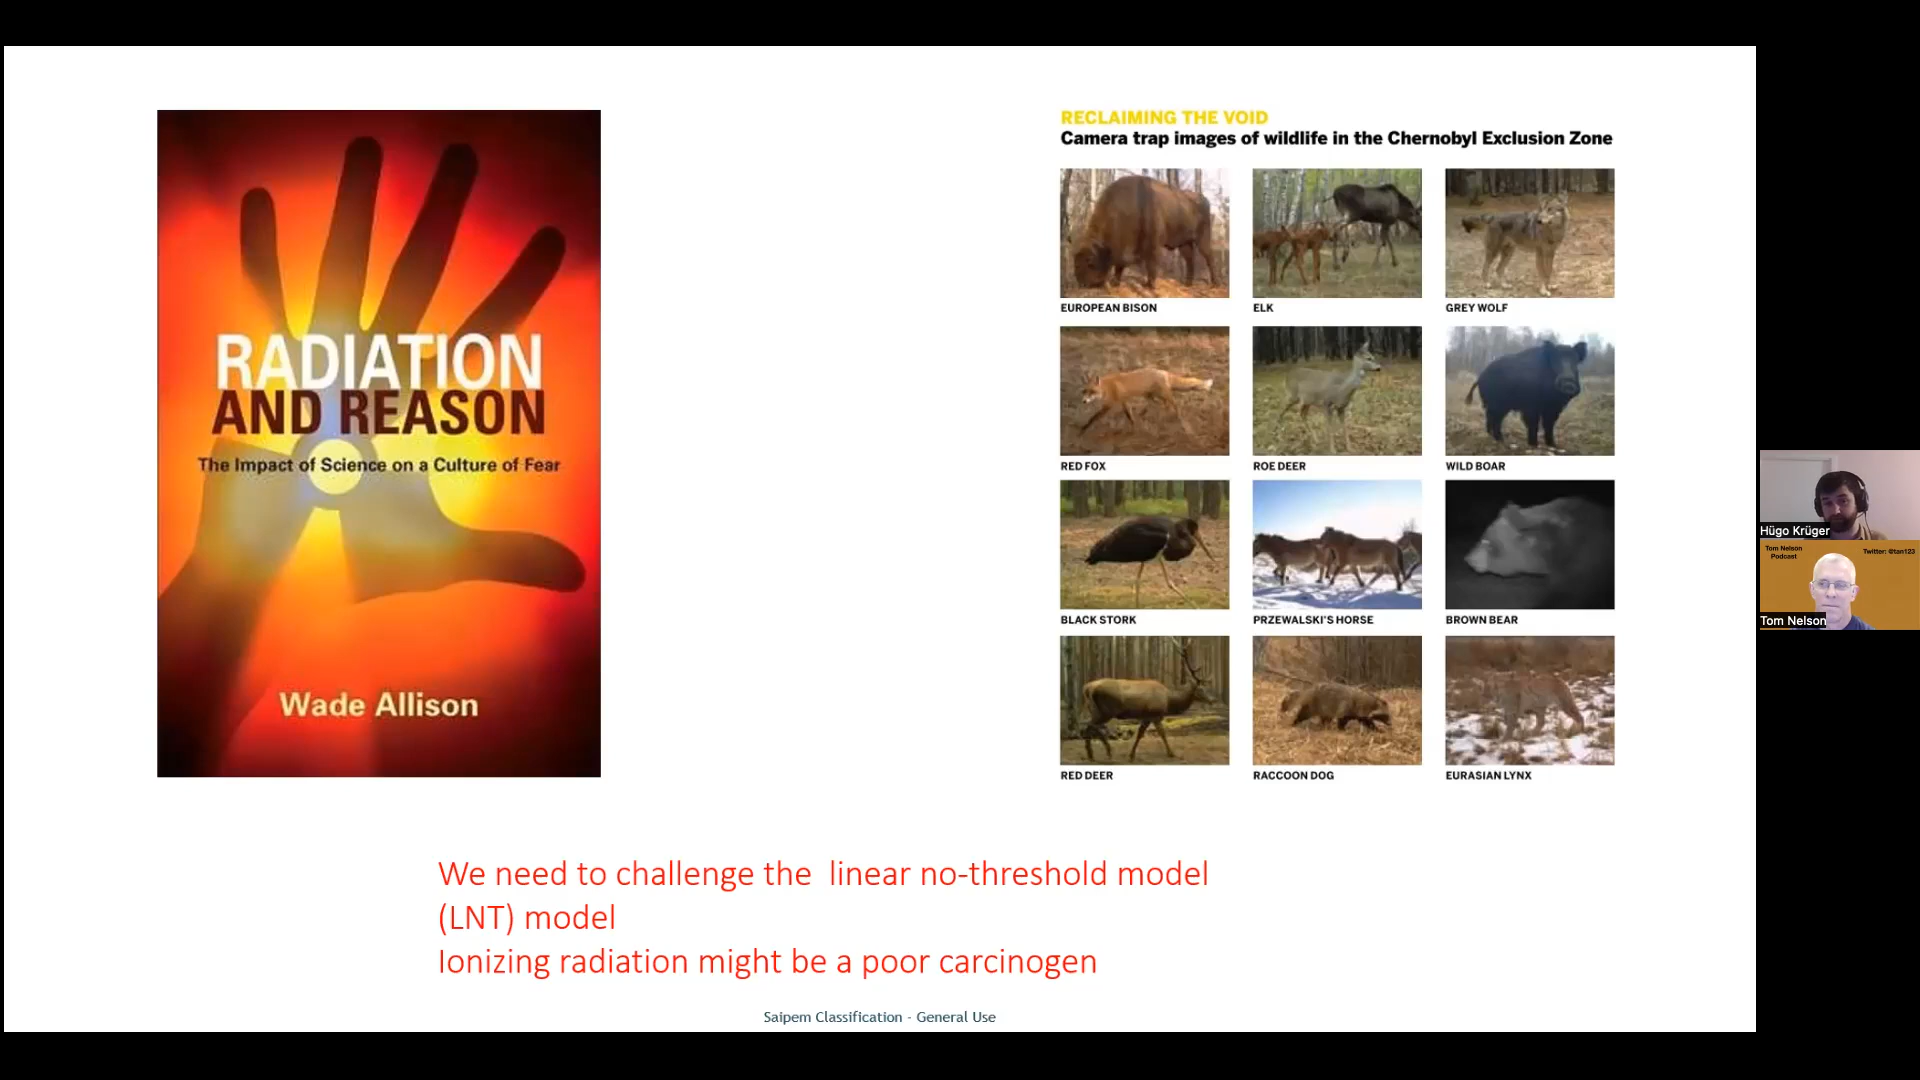 RADIATION
AND REASON
The Impact of Science on a Culture of Fear
Wade Allison
RECLAIMING THE VOID
Camera trap images of wildlife in the Chernobyl Exclusion Zone
EUROPEAN BISON
ELK
GREY WOLF
RED FOX
ROE DEER
WILD BOAR
BLACK STORK
PRZEWALSKI'S HORSE
BROWN BEAR
RED DEER
RACCOON DOG
EURASIAN LYNX
We need to challenge the  linear no-threshold model
(LNT) model
Ionizing radiation might be a poor carcinogen
Saipem Classification - General Use
Hügo Krüger
Tom Nelson
Podcast
Twitter: @tan123
Tom Nelson